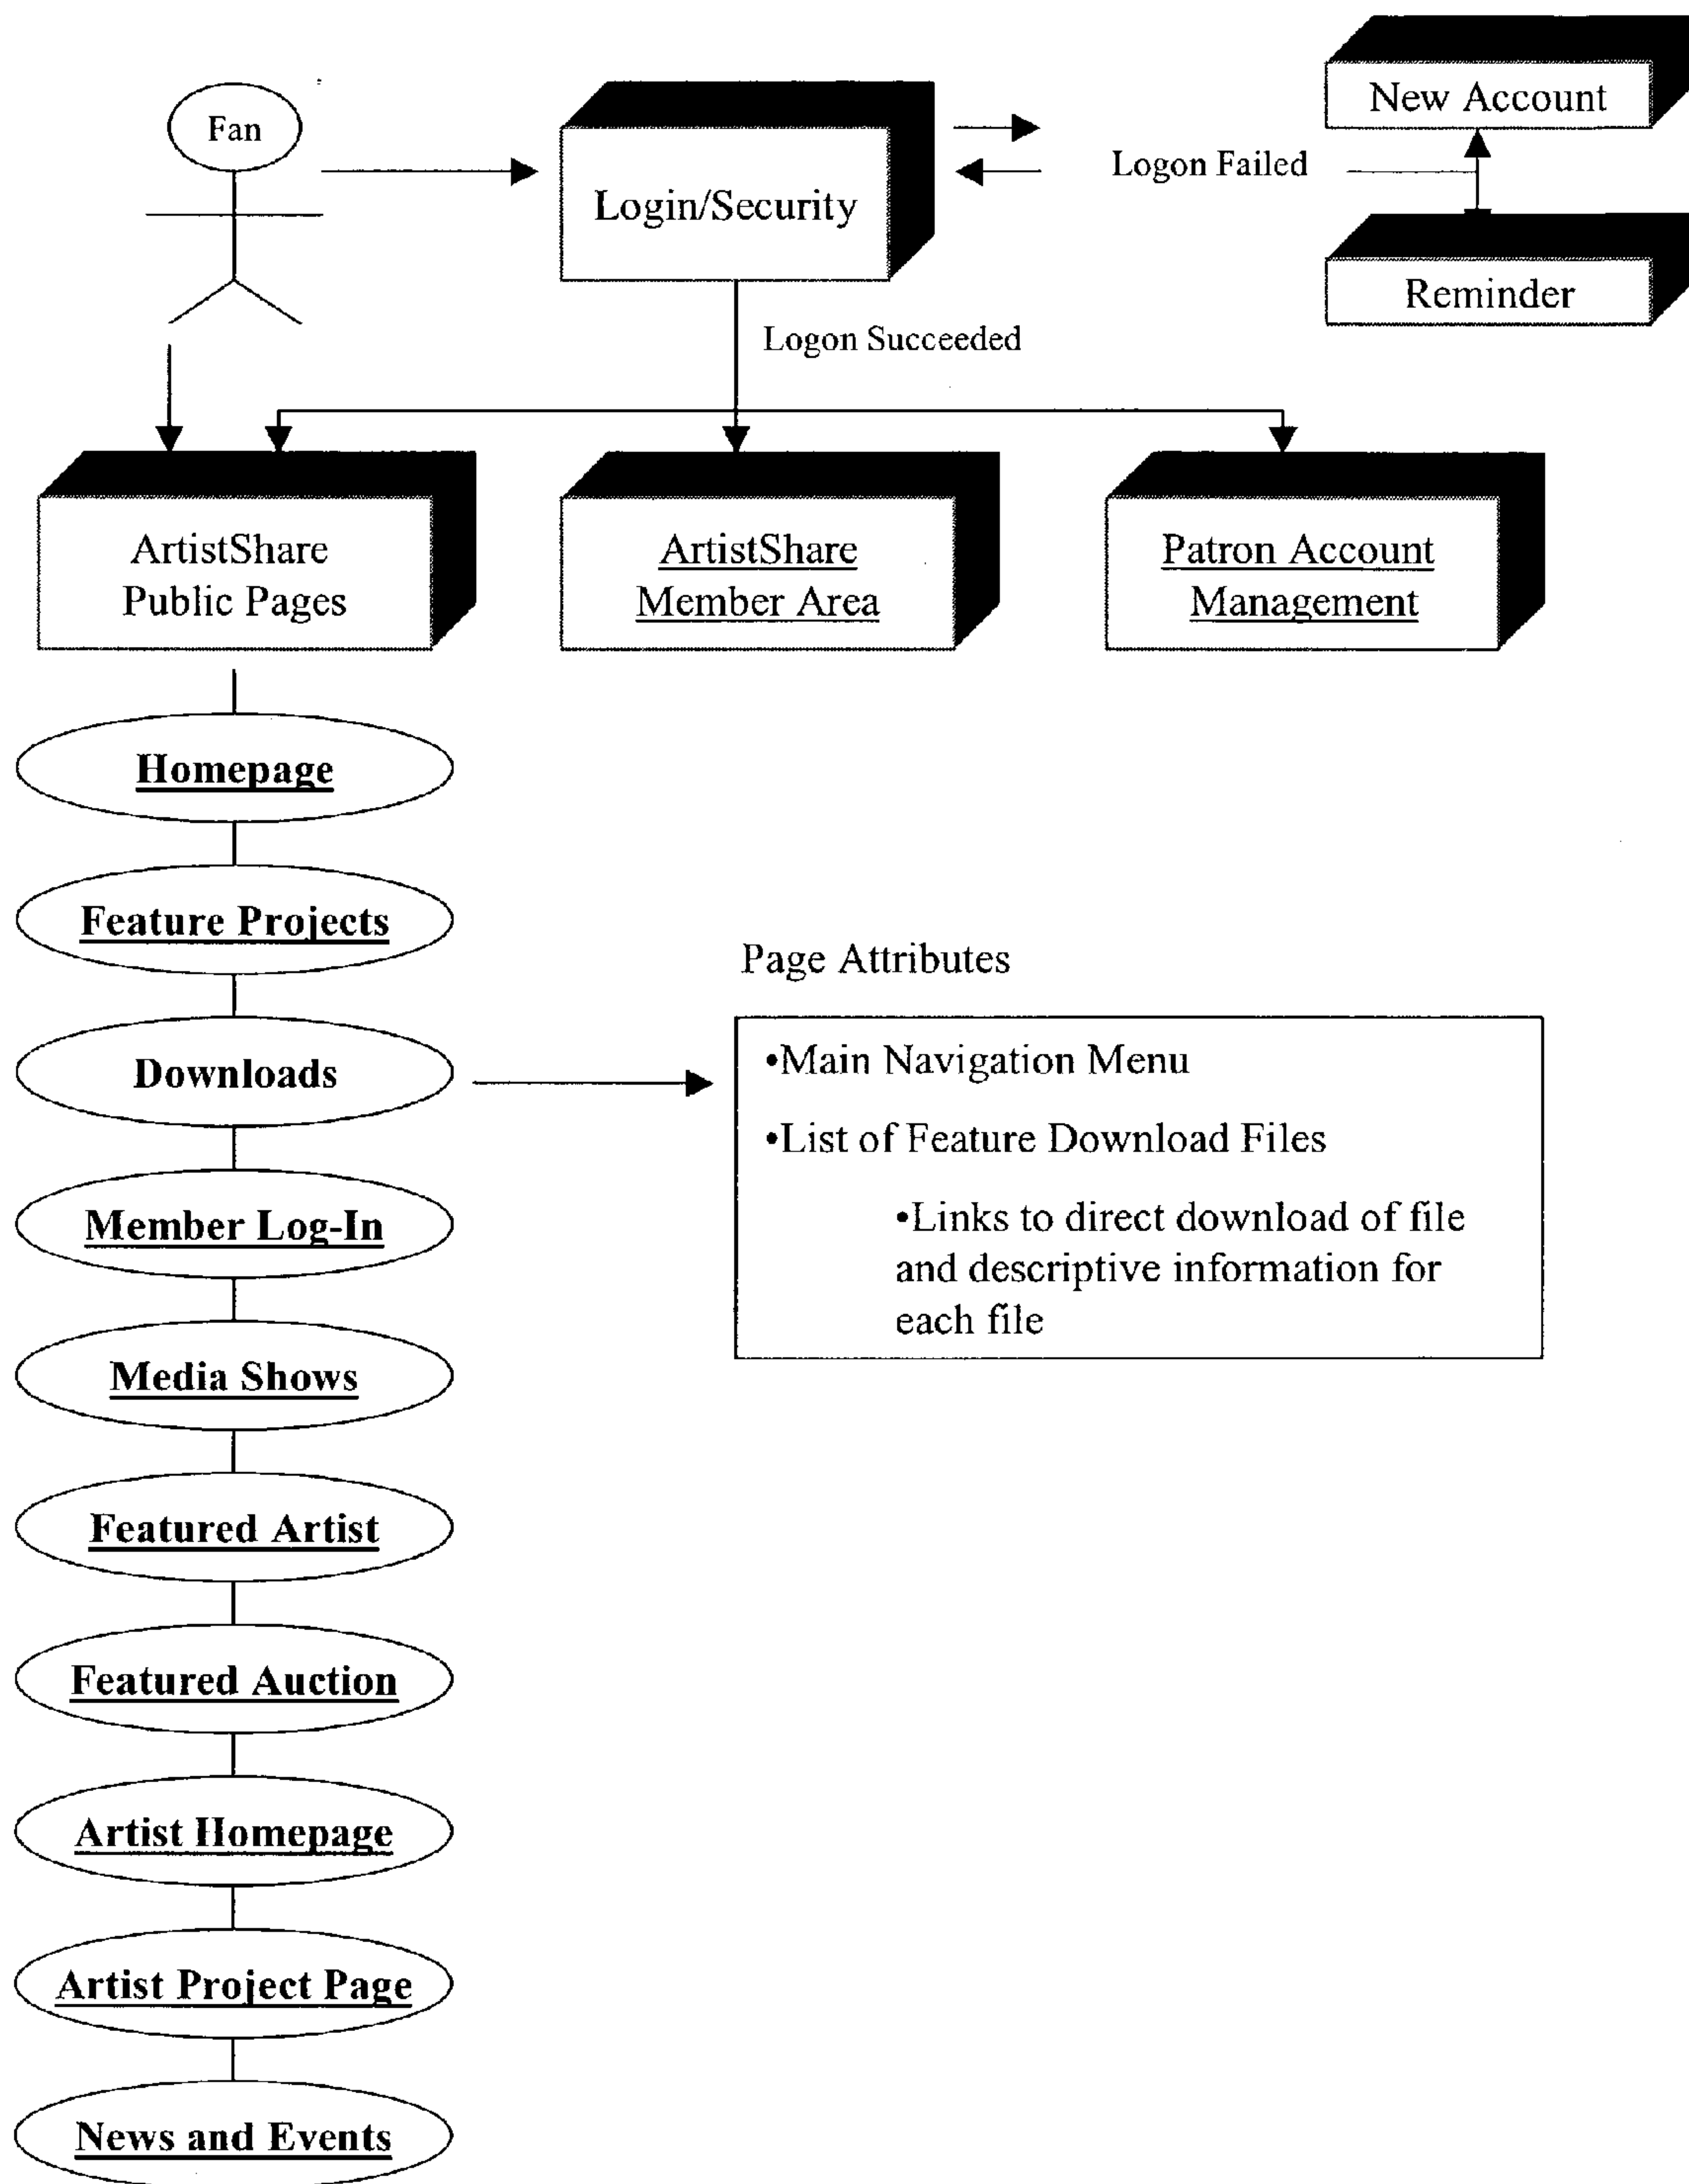 Fan
New Account
Logon Failed
Login/Security
Reminder
Logon Succeeded
ArtistShare
Public Pages
ArtistShare
Member Area
Patron Account
Management
Homepage
Feature Projects
Downloads
Page Attributes
•Main Navigation Menu
•List of Feature Download Files
•Links to direct download of file
and descriptive information for
each file
Member Log-In
Media Shows
Featured Artist
Featured Auction
Artist Homepage
Artist Project Page
News and Events